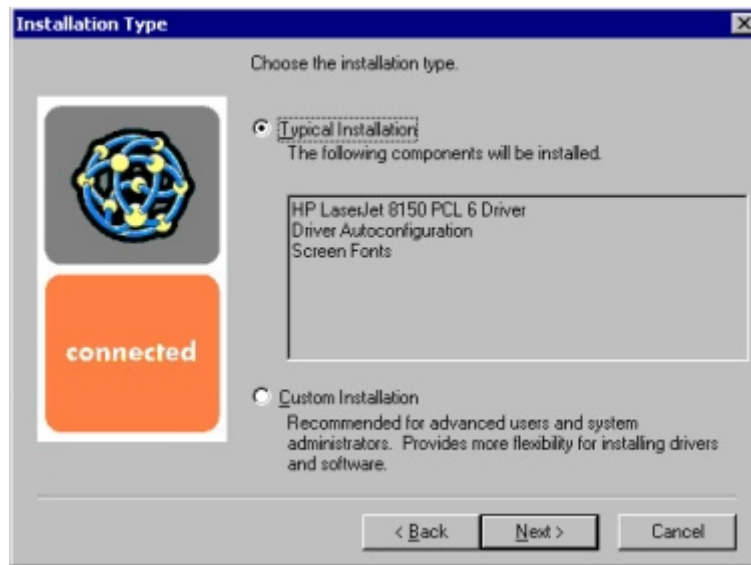 Installation Type
Choose the installation type.
Typical Installation
The following components will be installed.
HP LaserJet 8150 PCL 6 Driver
Driver Autoconfiguration
Screen Fonts
connected
Custom Installation
Recommended for advanced users and system
administrators. Provides more flexibility for installing drivers
and software.
< Back
Next >
Cancel